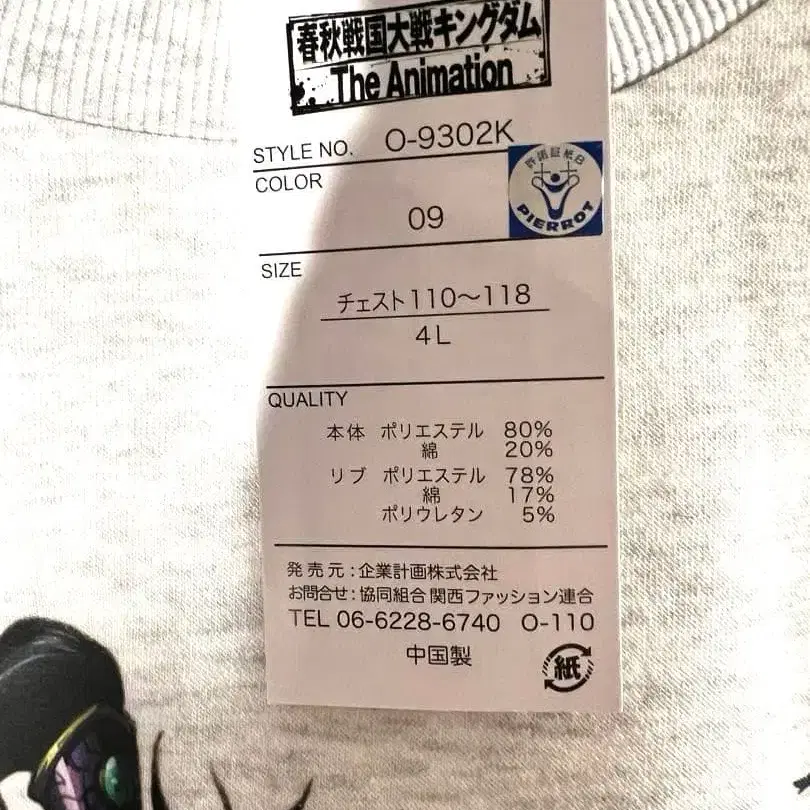 春秋戦国大戦キングダム
The Animation
STYLE NO. O-9302K
許諾証紙B
PIERROT
COLOR
09
SIZE
チェスト110～118
4L
QUALITY
本体 ポリエステル 80%
綿 20%
リブ ポリエステル 78%
綿 17%
ポリウレタン 5%
発売元:企業計画株式会社
お問合せ:協同組合 関西ファッション連合
TEL 06-6228-6740 O-110
中国製
紙